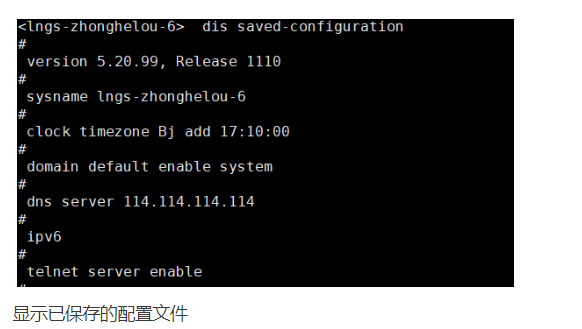 <lngs-zhonghelou-6>  dis saved-configuration
#
 version 5.20.99, Release 1110
#
 sysname lngs-zhonghelou-6
#
 clock timezone Bj add 17:10:00
#
 domain default enable system
#
 dns server 114.114.114.114
#
 ipv6
#
 telnet server enable
#
显示已保存的配置文件